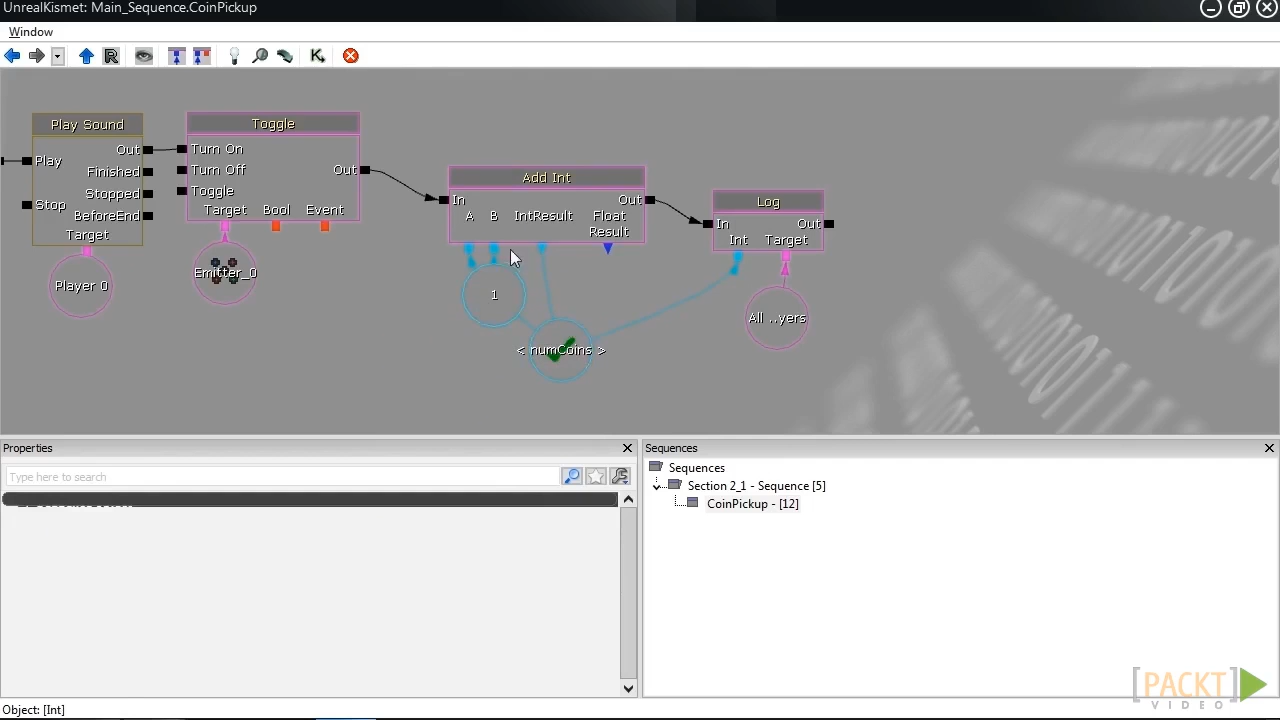 UnrealKismet: Main_Sequence.CoinPickup
Window
Play Sound
Play
Stop
Out
Finished
Stopped
BeforeEnd
Target
Player 0
Toggle
Turn On
Turn Off
Toggle
Out
Target Bool Event
Emitter_0
Add Int
In Out
A B IntResult Float
Result
1
< numCoins >
Log
In Out
Int Target
All ..yers
Properties
Type here to search
Sequences
Sequences
Section 2_1 - Sequence [5]
CoinPickup - [12]
Object: [Int]
[PACKT]
VIDEO